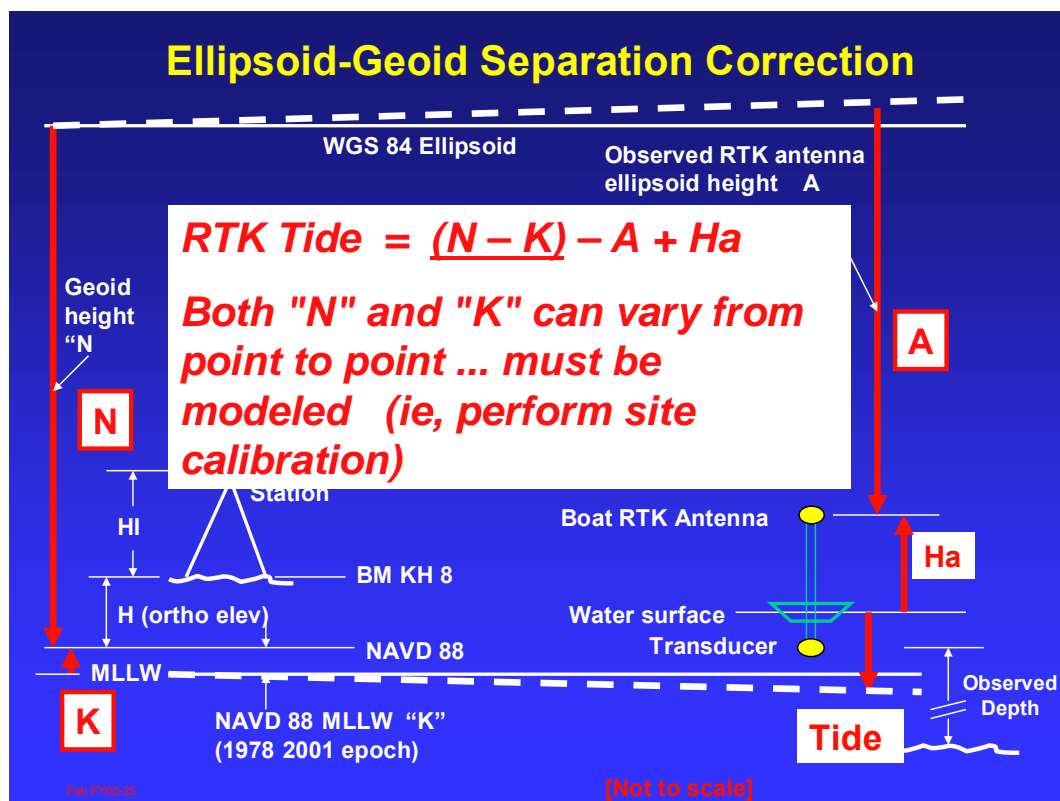 Ellipsoid-Geoid Separation Correction
WGS 84 Ellipsoid
Observed RTK antenna
ellipsoid height A
RTK Tide = (N – K) – A + Ha
Both "N" and "K" can vary from
point to point ... must be
modeled (ie, perform site
calibration)
Geoid
height
“N
N
A
Station
HI
BM KH 8
H (ortho elev)
NAVD 88
MLLW
K
NAVD 88 MLLW “K”
(1978 2001 epoch)
Boat RTK Antenna
Ha
Water surface
Transducer
Observed
Depth
Tide
[Not to scale]
Feb FY05-25